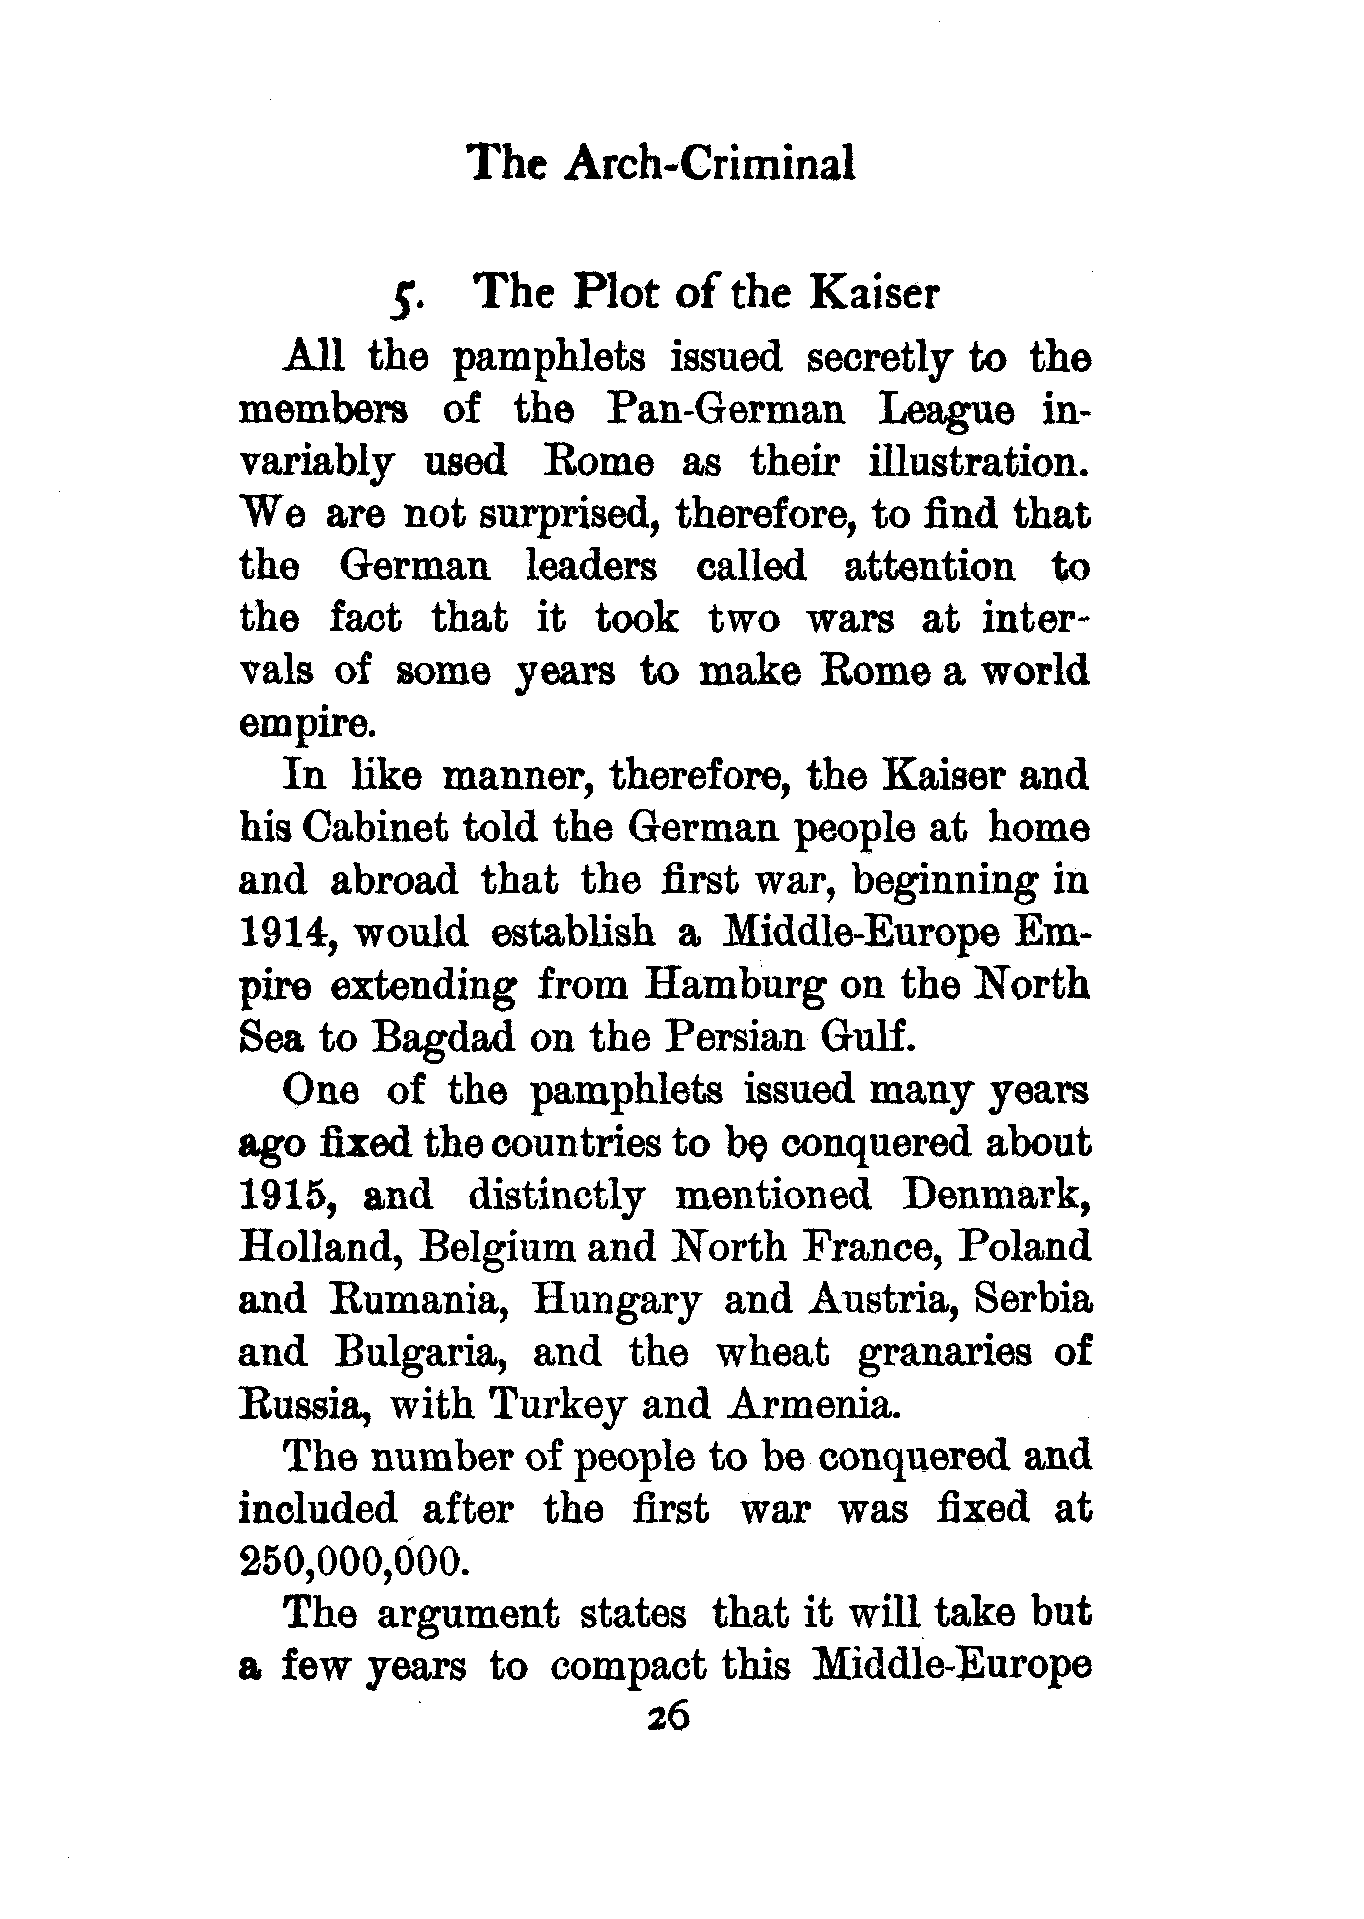 The Arch-Criminal
5. The Plot of the Kaiser
All the pamphlets issued secretly to the
members of the Pan-German League in-
variably used Rome as their illustration.
We are not surprised, therefore, to find that
the German leaders called attention to
the fact that it took two wars at inter-
vals of some years to make Rome a world
empire.
In like manner, therefore, the Kaiser and
his Cabinet told the German people at home
and abroad that the first war, beginning in
1914, would establish a Middle-Europe Em-
pire extending from Hamburg on the North
Sea to Bagdad on the Persian Gulf.
One of the pamphlets issued many years
ago fixed the countries to be conquered about
1915, and distinctly mentioned Denmark,
Holland, Belgium and North France, Poland
and Rumania, Hungary and Austria, Serbia
and Bulgaria, and the wheat granaries of
Russia, with Turkey and Armenia.
The number of people to be conquered and
included after the first war was fixed at
250,000,000.
The argument states that it will take but
a few years to compact this Middle-Europe
26